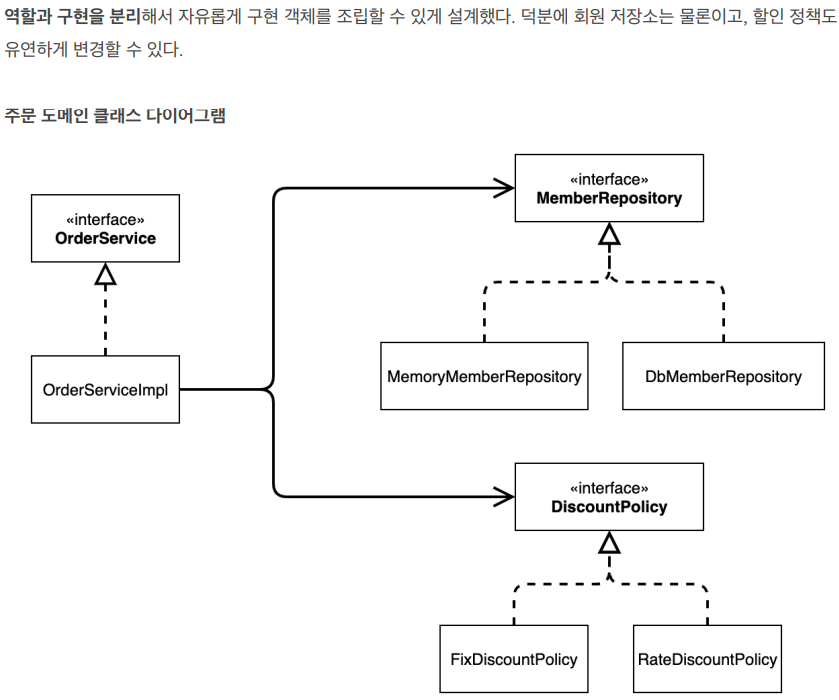 역할과 구현을 분리해서 자유롭게 구현 객체를 조립할 수 있게 설계했다. 덕분에 회원 저장소는 물론이고, 할인 정책도
유연하게 변경할 수 있다.
주문 도메인 클래스 다이어그램
«interface»
MemberRepository
«interface»
OrderService
MemoryMemberRepository
DbMemberRepository
OrderServiceImpl
«interface»
DiscountPolicy
FixDiscountPolicy
RateDiscountPolicy